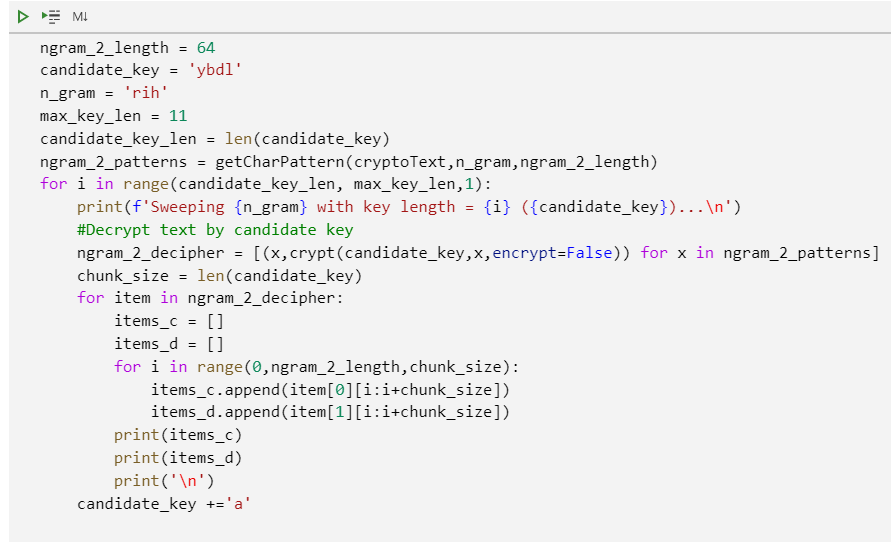 M↓
ngram_2_length = 64
candidate_key = 'ybdl'
n_gram = 'rih'
max_key_len = 11
candidate_key_len = len(candidate_key)
ngram_2_patterns = getCharPattern(cryptoText,n_gram,ngram_2_length)
for i in range(candidate_key_len, max_key_len,1):
    print(f'Sweeping {n_gram} with key length = {i} ({candidate_key})...\n')
    #Decrypt text by candidate key
    ngram_2_decipher = [(x,crypt(candidate_key,x,encrypt=False)) for x in ngram_2_patterns]
    chunk_size = len(candidate_key)
    for item in ngram_2_decipher:
        items_c = []
        items_d = []
        for i in range(0,ngram_2_length,chunk_size):
            items_c.append(item[0][i:i+chunk_size])
            items_d.append(item[1][i:i+chunk_size])
        print(items_c)
        print(items_d)
        print('\n')
    candidate_key +='a'